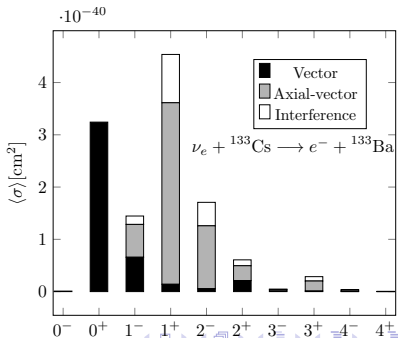 ·10⁻⁴⁰
⟨σ⟩[cm²]
4
3
2
1
0
Vector
Axial-vector
Interference
νₑ + ¹³³Cs ⟶ e⁻ + ¹³³Ba
0⁻ 0⁺ 1⁻ 1⁺ 2⁻ 2⁺ 3⁻ 3⁺ 4⁻ 4⁺